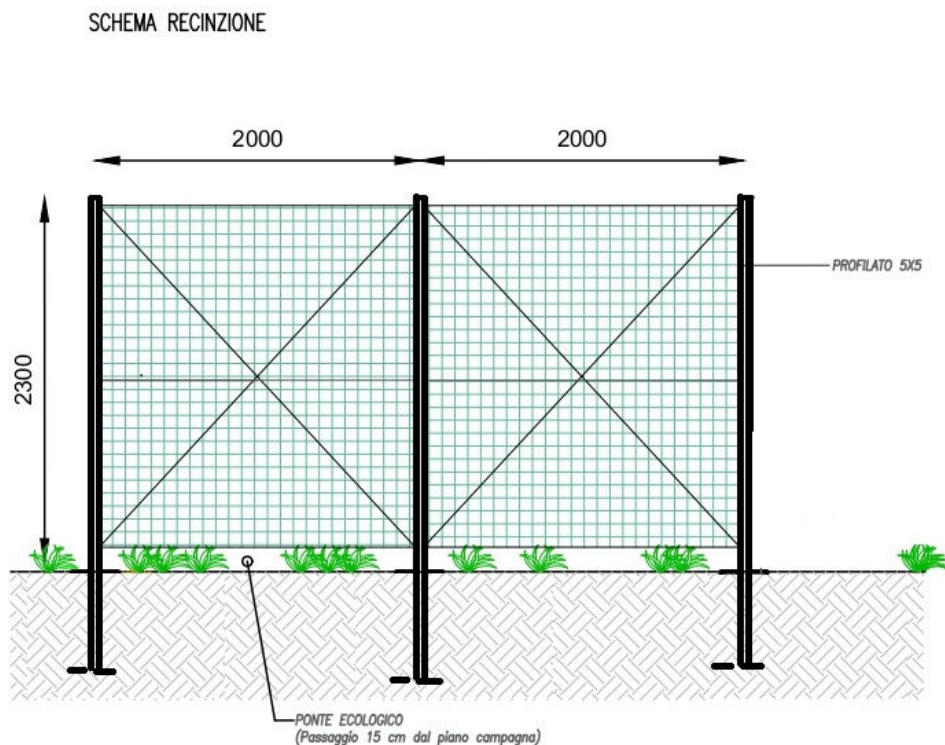 SCHEMA RECINZIONE
2000 2000
2300
PROFILATO 5X5
PONTE ECOLOGICO
(Passaggio 15 cm dal piano campagna)